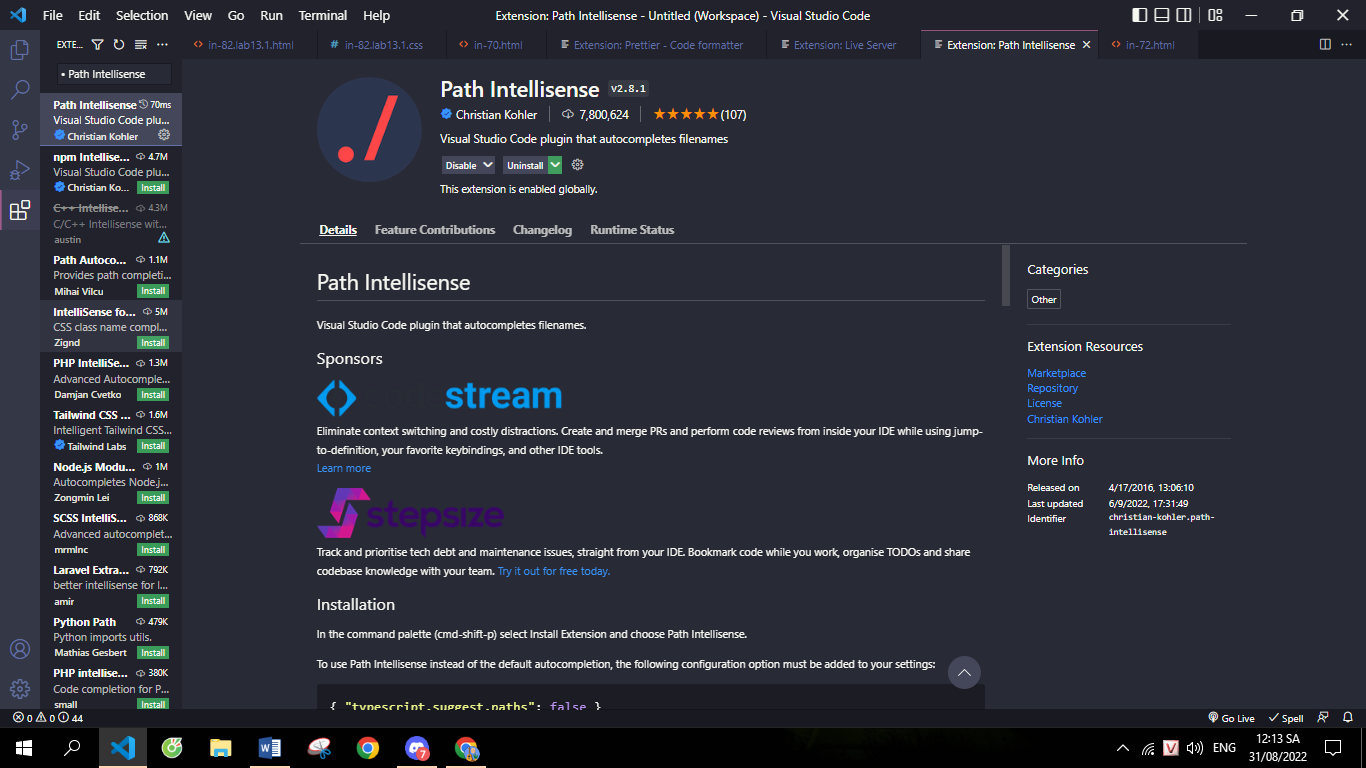 File Edit Selection View Go Run Terminal Help
Extension: Path Intellisense - Untitled (Workspace) - Visual Studio Code
EXTE...
in-82.lab13.1.html
in-82.lab13.1.css
in-70.html
Extension: Prettier - Code formatter
Extension: Live Server
Extension: Path Intellisense
in-72.html
• Path Intellisense
Path Intellisense 70ms
Visual Studio Code plu...
Christian Kohler
npm Intellise... 4.7M
Visual Studio Code plu...
Christian Ko... Install
C++ Intellise... 4.3M
C/C++ Intellisense wit...
austin
Path Autoco... 1.1M
Provides path completi...
Mihai Vilcu Install
IntelliSense fo... 5M
CSS class name compl...
Zignd Install
PHP IntelliSe... 1.3M
Advanced Autocomple...
Damjan Cvetko Install
Tailwind CSS ... 1.6M
Intelligent Tailwind CSS...
Tailwind Labs Install
Node.js Modu... 1M
Autocompletes Node.j...
Zongmin Lei Install
SCSS IntelliS... 868K
Advanced autocomplet...
mrmlnc Install
Laravel Extra... 792K
better intellisense for l...
amir Install
Python Path 479K
Python imports utils.
Mathias Gesbert Install
PHP intellise... 380K
Code completion for P...
small Install
Path Intellisense v2.8.1
Christian Kohler 7,800,624 (107)
Visual Studio Code plugin that autocompletes filenames
Disable Uninstall
This extension is enabled globally.
Details Feature Contributions Changelog Runtime Status
Path Intellisense
Visual Studio Code plugin that autocompletes filenames.
Sponsors
stream
Eliminate context switching and costly distractions. Create and merge PRs and perform code reviews from inside your IDE while using jump-
to-definition, your favorite keybindings, and other IDE tools.
Learn more
stepsize
Track and prioritise tech debt and maintenance issues, straight from your IDE. Bookmark code while you work, organise TODOs and share
codebase knowledge with your team. Try it out for free today.
Installation
In the command palette (cmd-shift-p) select Install Extension and choose Path Intellisense.
To use Path Intellisense instead of the default autocompletion, the following configuration option must be added to your settings:
{ "typescript.suggest.paths": false }
Categories
Other
Extension Resources
Marketplace
Repository
License
Christian Kohler
More Info
Released on 4/17/2016, 13:06:10
Last updated 6/9/2022, 17:31:49
Identifier christian-kohler.path-
intellisense
0 0 44
Go Live Spell
7
V ENG
12:13 SA
31/08/2022